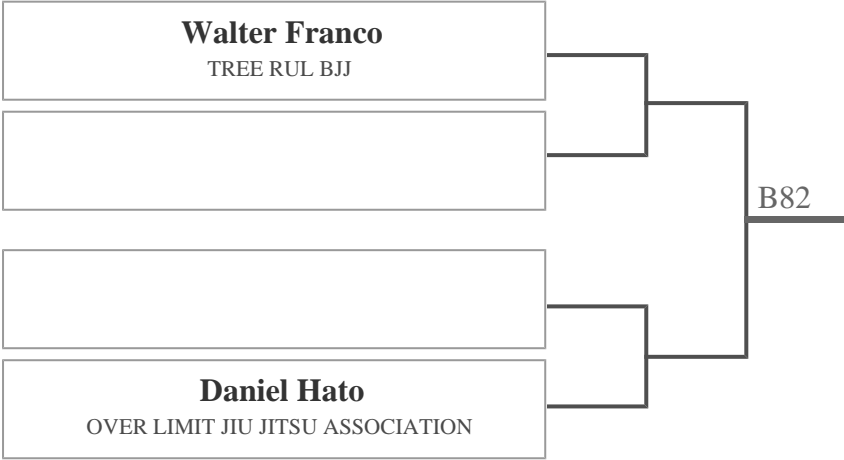 Walter Franco
TREE RUL BJJ
B82
Daniel Hato
OVER LIMIT JIU JITSU ASSOCIATION